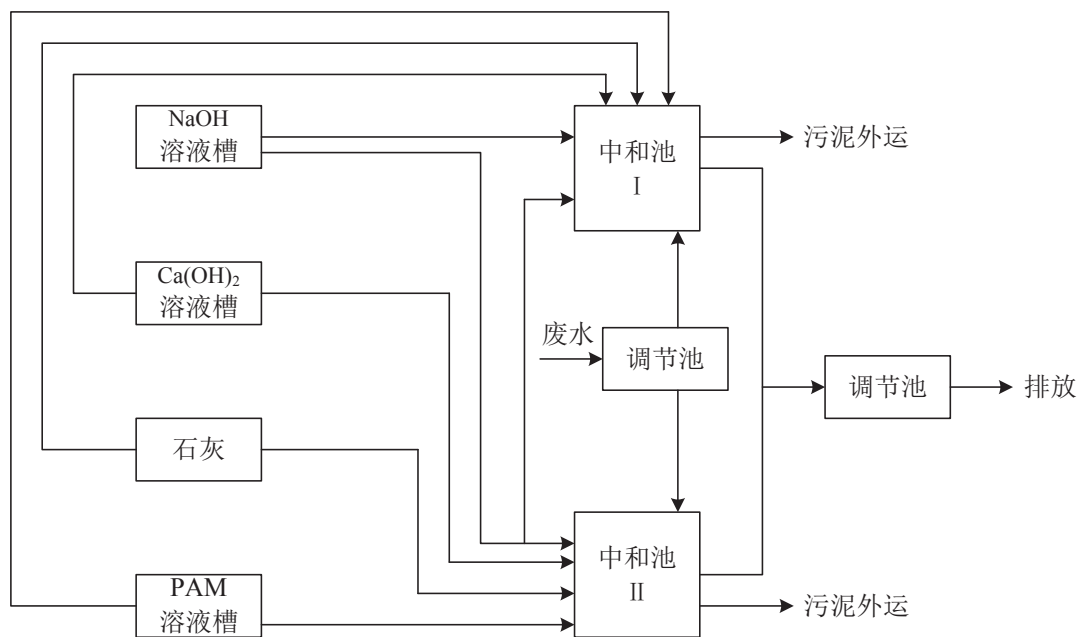 NaOH
溶液槽
中和池
Ⅰ
污泥外运
Ca(OH)₂
溶液槽
废水
调节池
调节池
排放
石灰
中和池
Ⅱ
PAM
溶液槽
污泥外运